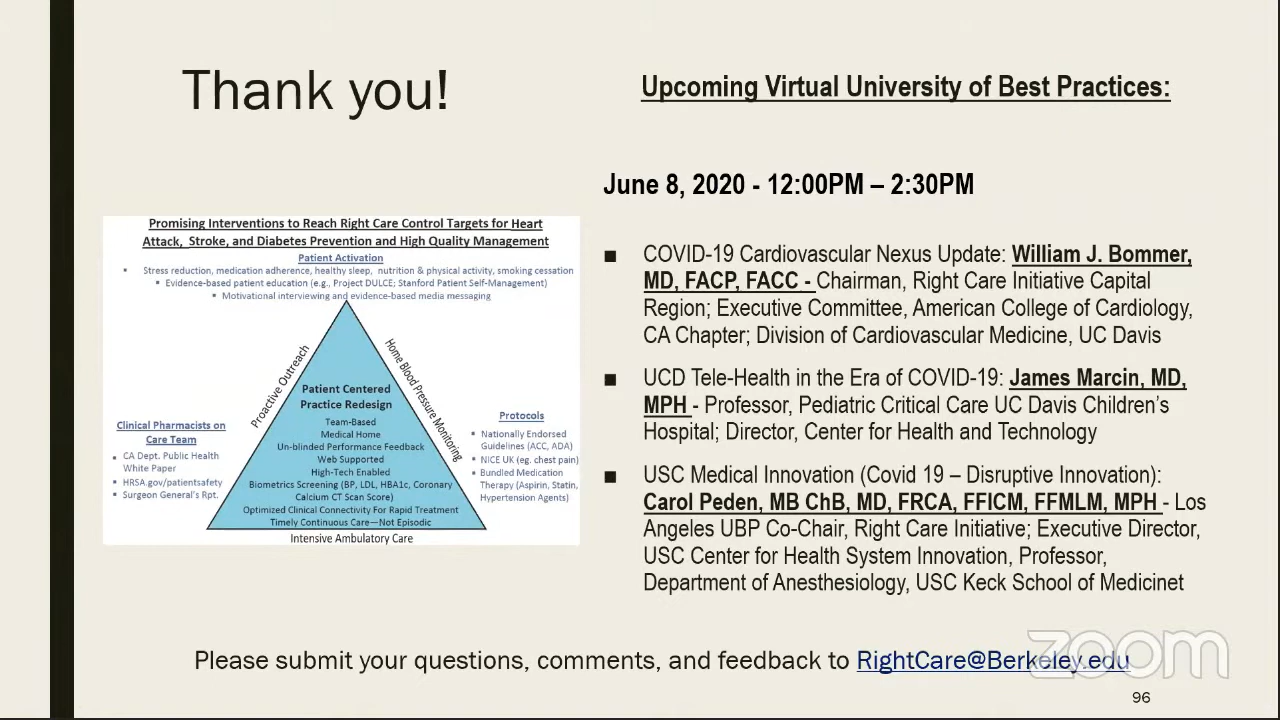 Thank you!
Promising Interventions to Reach Right Care Control Targets for Heart
Attack, Stroke, and Diabetes Prevention and High Quality Management
Patient Activation
• Stress reduction, medication adherence, healthy sleep, nutrition & physical activity, smoking cessation
• Evidence-based patient education (e.g., Project DULCE; Stanford Patient Self-Management)
• Motivational interviewing and evidence-based media messaging
Proactive Outreach
Home Blood Pressure Monitoring
Patient Centered
Practice Redesign
Team-Based
Medical Home
Un-blinded Performance Feedback
Web Supported
High-Tech Enabled
Biometrics Screening (BP, LDL, HBA1c, Coronary
Calcium CT Scan Score)
Optimized Clinical Connectivity For Rapid Treatment
Timely Continuous Care—Not Episodic
Intensive Ambulatory Care
Clinical Pharmacists on
Care Team
• CA Dept. Public Health
White Paper
• HRSA.gov/patientsafety
• Surgeon General's Rpt.
Protocols
• Nationally Endorsed
Guidelines (ACC, ADA)
• NICE UK (eg. chest pain)
• Bundled Medication
Therapy (Aspirin, Statin,
Hypertension Agents)
Upcoming Virtual University of Best Practices:
June 8, 2020 - 12:00PM – 2:30PM
■ COVID-19 Cardiovascular Nexus Update: William J. Bommer,
MD, FACP, FACC - Chairman, Right Care Initiative Capital
Region; Executive Committee, American College of Cardiology,
CA Chapter; Division of Cardiovascular Medicine, UC Davis
■ UCD Tele-Health in the Era of COVID-19: James Marcin, MD,
MPH - Professor, Pediatric Critical Care UC Davis Children's
Hospital; Director, Center for Health and Technology
■ USC Medical Innovation (Covid 19 – Disruptive Innovation):
Carol Peden, MB ChB, MD, FRCA, FFICM, FFMLM, MPH - Los
Angeles UBP Co-Chair, Right Care Initiative; Executive Director,
USC Center for Health System Innovation, Professor,
Department of Anesthesiology, USC Keck School of Medicinet
Please submit your questions, comments, and feedback to RightCare@Berkeley.edu
zoom
96